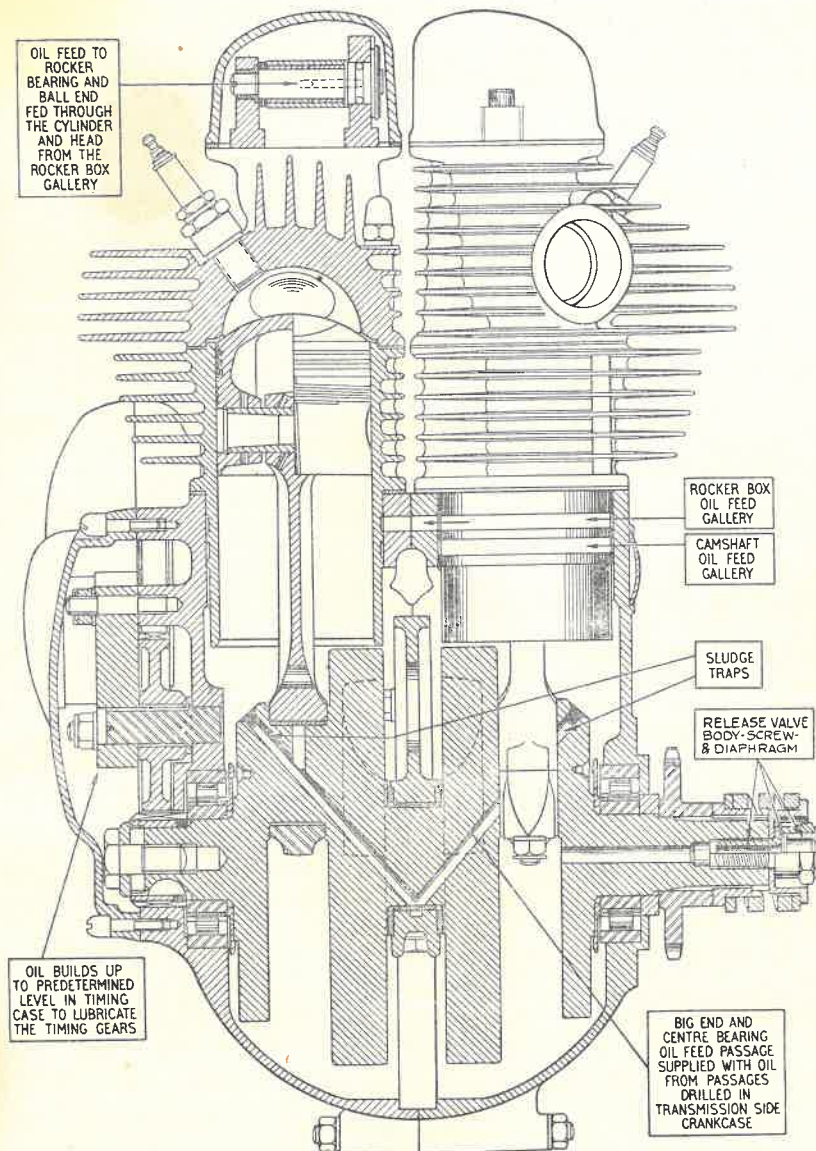 OIL FEED TO
ROCKER
BEARING AND
BALL END
FED THROUGH
THE CYLINDER
AND HEAD
FROM THE
ROCKER BOX
GALLERY
ROCKER BOX
OIL FEED
GALLERY
CAMSHAFT
OIL FEED
GALLERY
SLUDGE
TRAPS
RELEASE VALVE
BODY-SCREW-
& DIAPHRAGM
OIL BUILDS UP
TO PREDETERMINED
LEVEL IN TIMING
CASE TO LUBRICATE
THE TIMING GEARS
BIG END AND
CENTRE BEARING
OIL FEED PASSAGE
SUPPLIED WITH OIL
FROM PASSAGES
DRILLED IN
TRANSMISSION SIDE
CRANKCASE